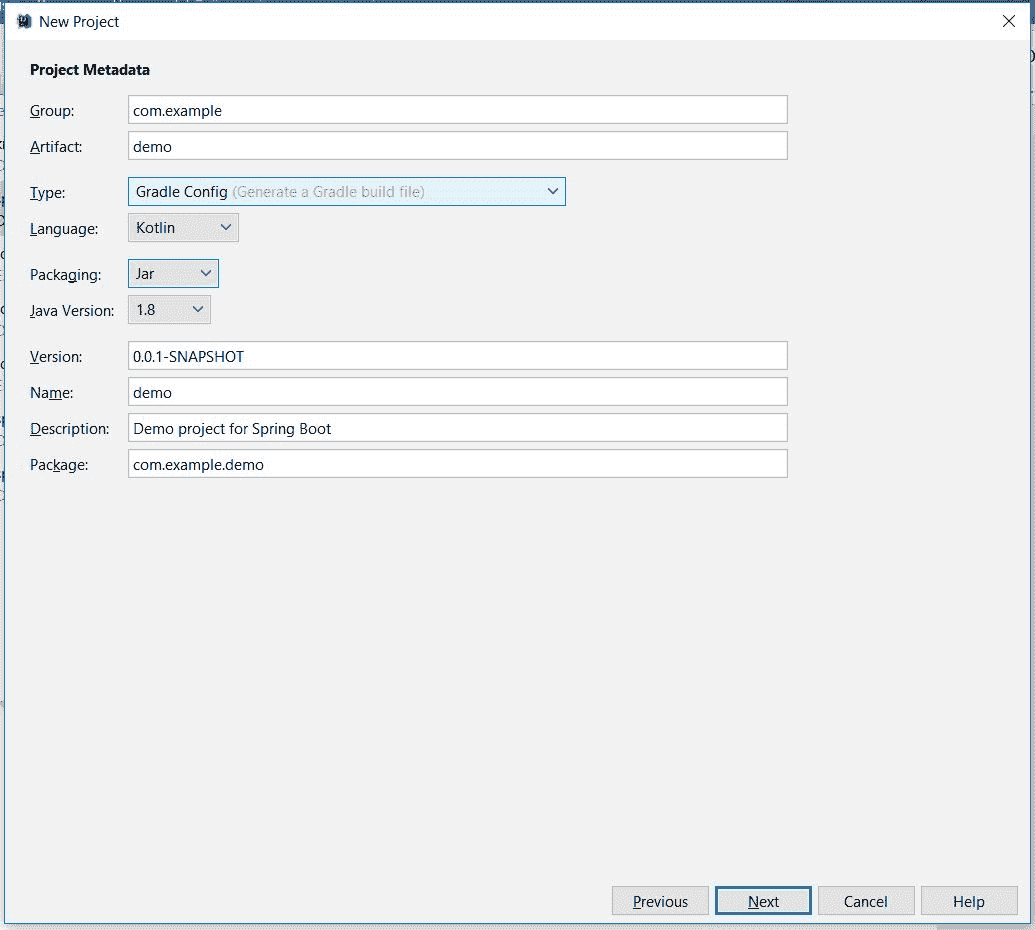 New Project
Project Metadata
Group: com.example
Artifact: demo
Type: Gradle Config (Generate a Gradle build file)
Language: Kotlin
Packaging: Jar
Java Version: 1.8
Version: 0.0.1-SNAPSHOT
Name: demo
Description: Demo project for Spring Boot
Package: com.example.demo
Previous Next Cancel Help